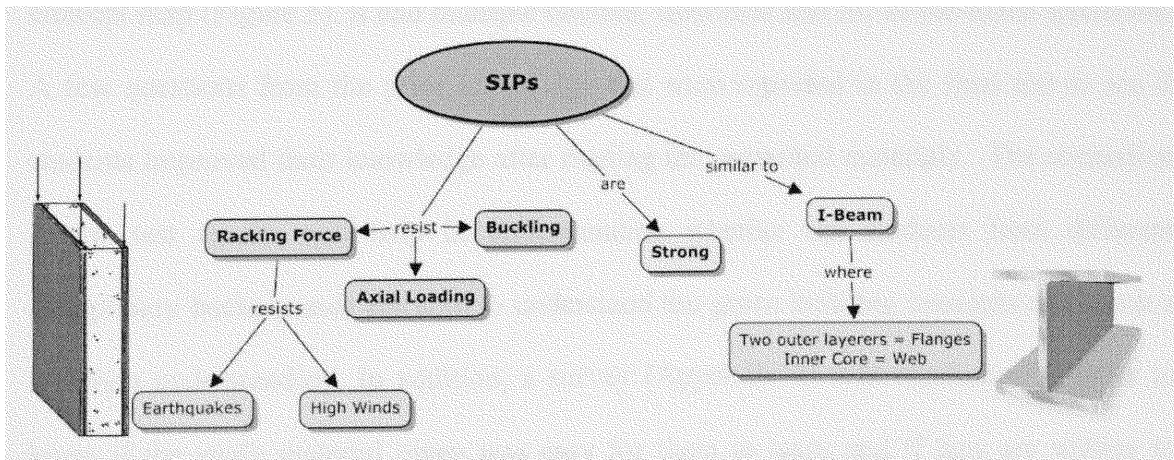 SIPs
are
similar to
Racking Force
resist
Buckling
Strong
I-Beam
Axial Loading
where
resists
Two outer layerers = Flanges
Inner Core = Web
Earthquakes
High Winds